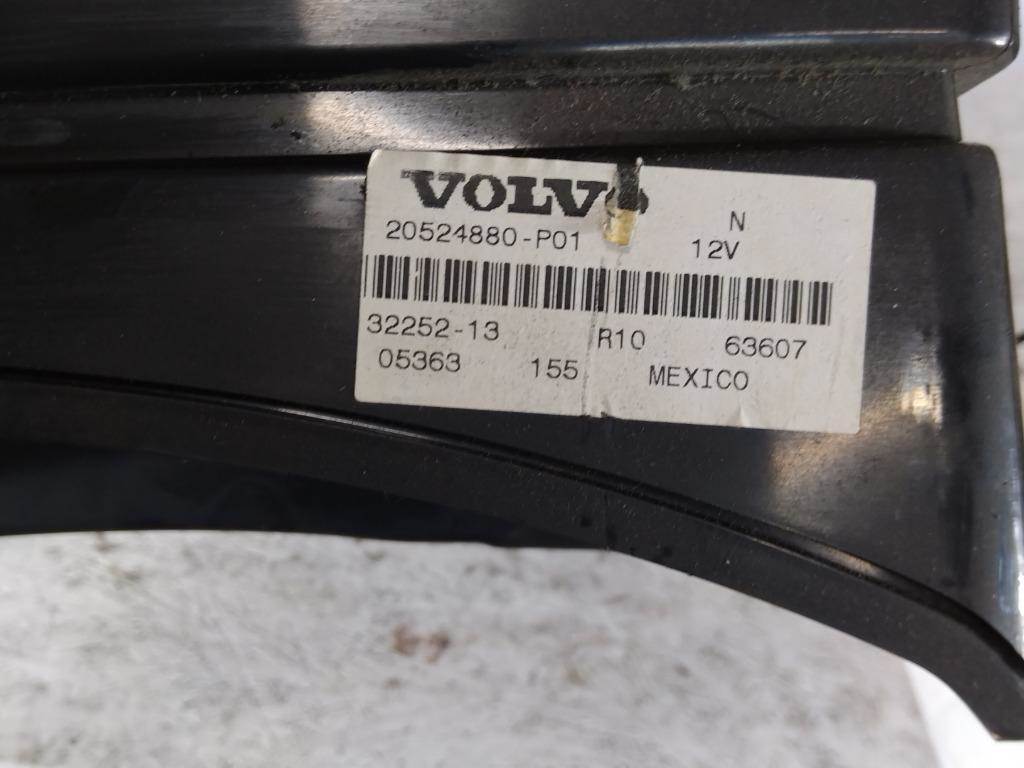 VOLVO
20524880-P01 N
12V
32252-13 R10 63607
05363 155 MEXICO